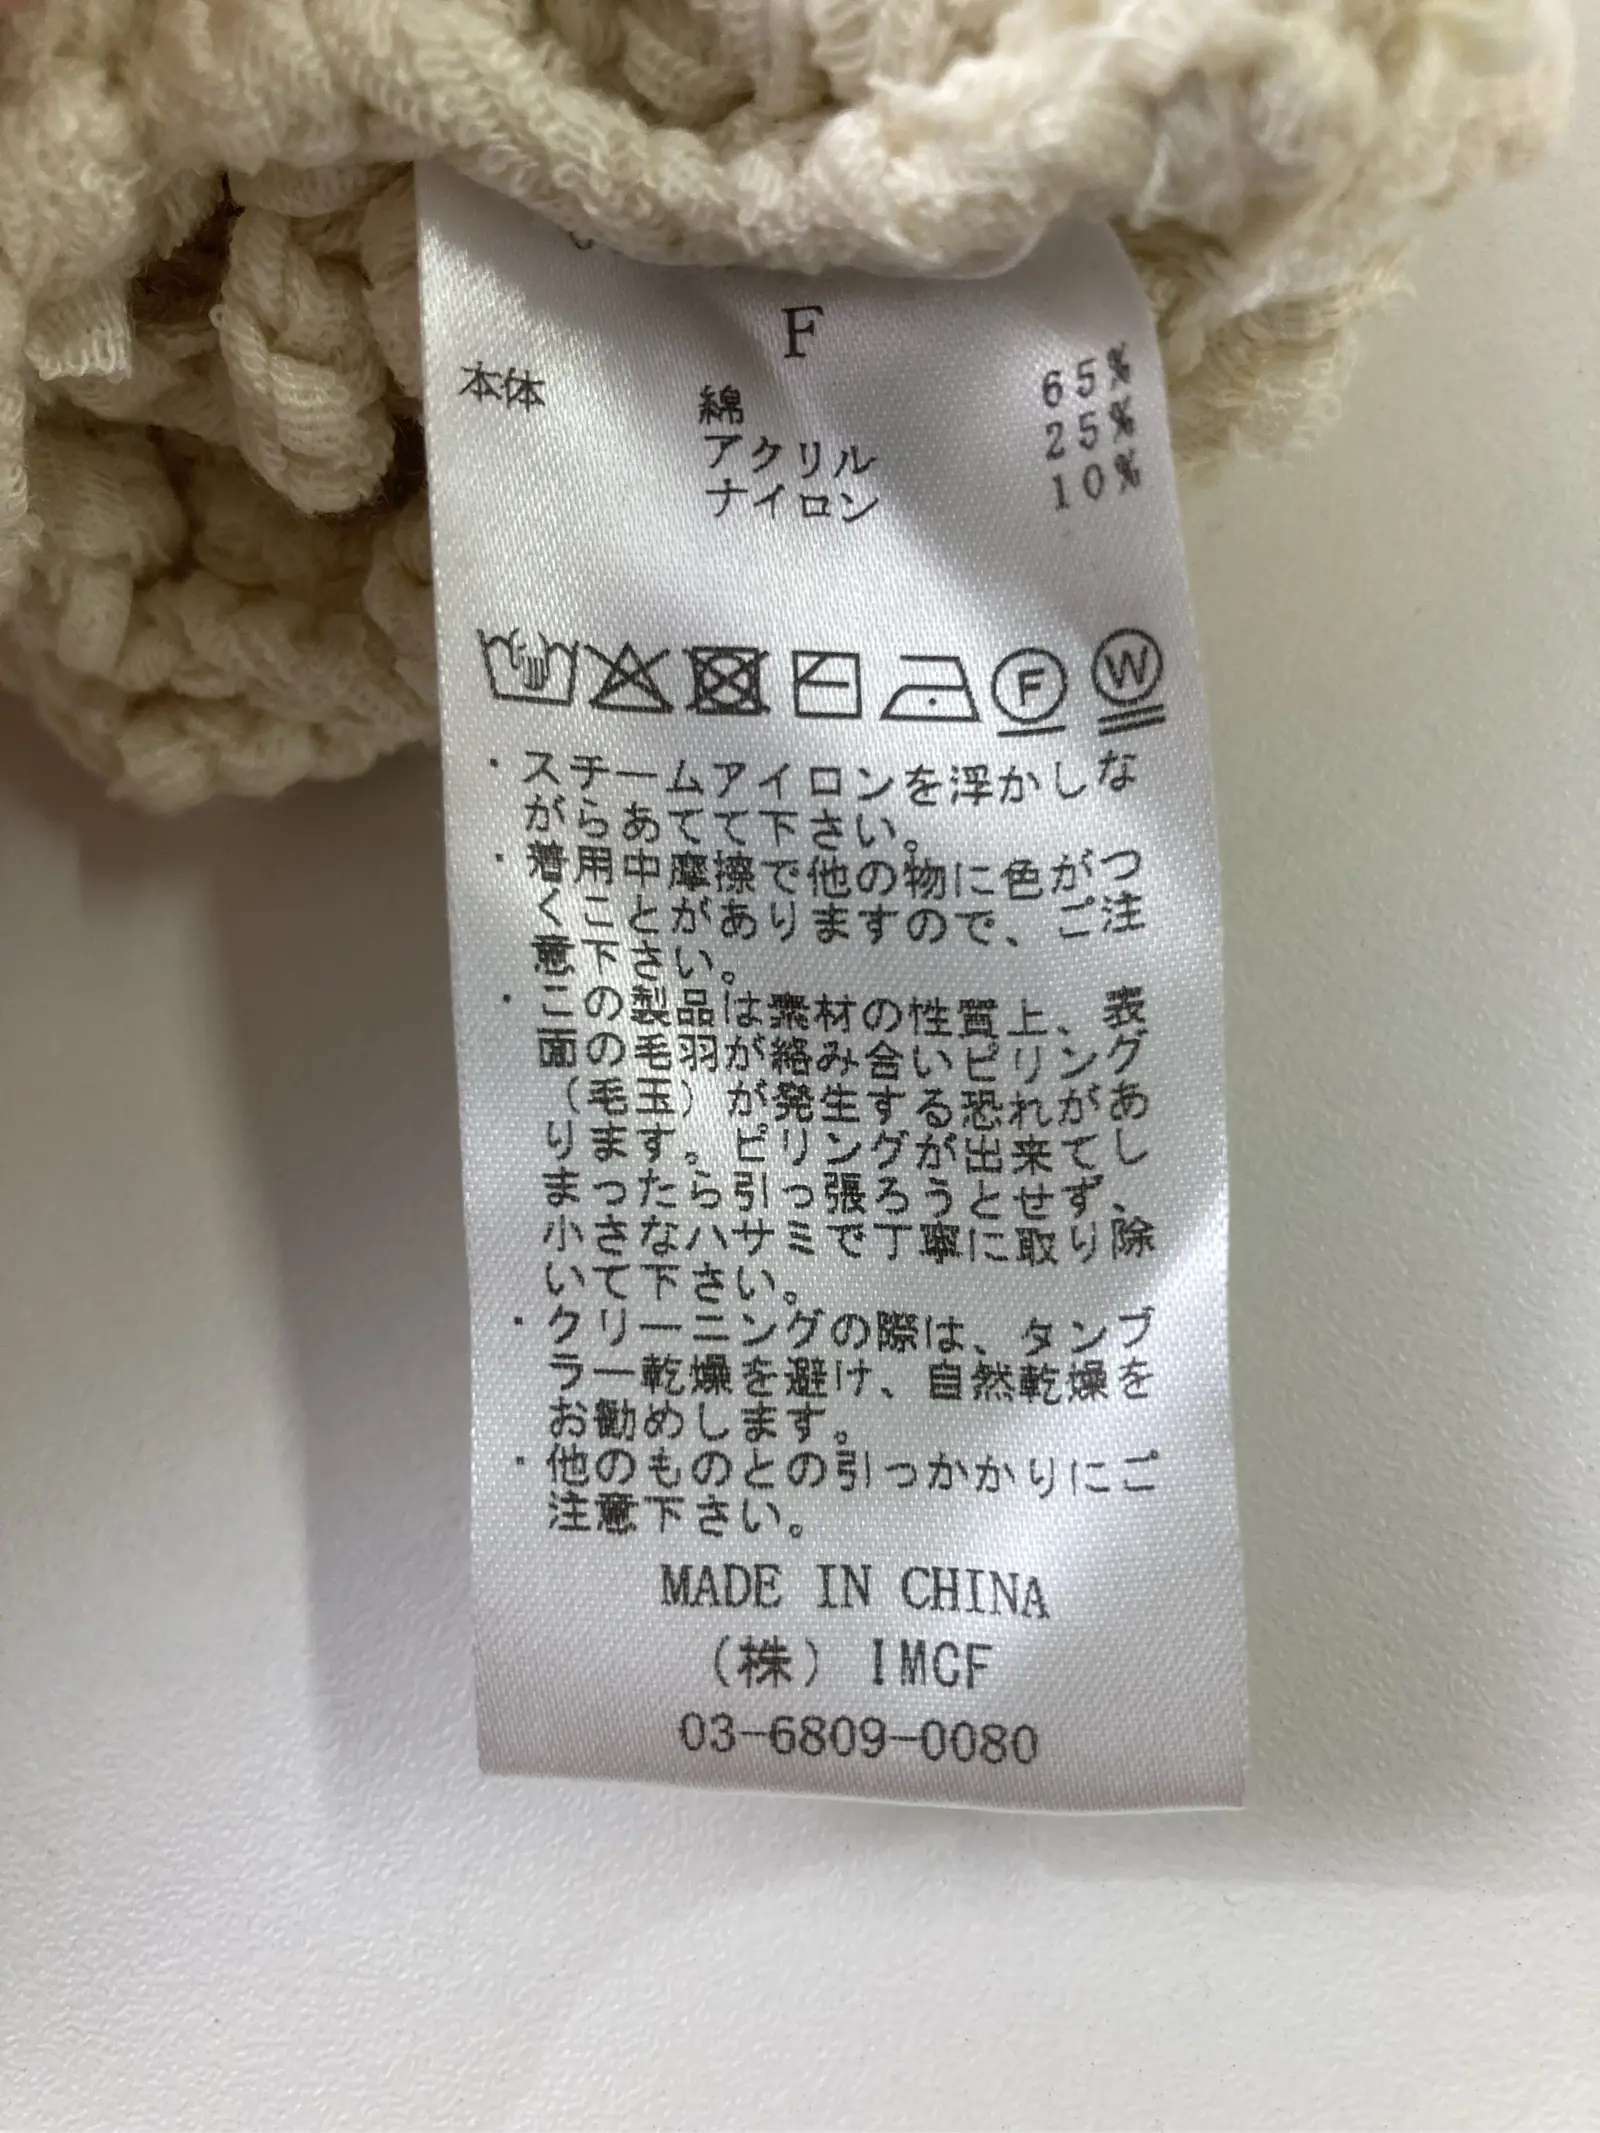 F
本体 綿 65%
アクリル 25%
ナイロン 10%
F W
・スチームアイロンを浮かしな
がらあてて下さい。
・着用中摩擦で他の物に色がつ
くことがありますので、ご注
意下さい。
・この製品は素材の性質上、表
面の毛羽が絡み合いピリング
(毛玉)が発生する恐れがあ
ります。ピリングが出来てし
まったら引っ張ろうとせず、
小さなハサミで丁寧に取り除
いて下さい。
・クリーニングの際は、タンブ
ラー乾燥を避け、自然乾燥を
お勧めします。
・他のものとの引っかかりにご
注意下さい。
MADE IN CHINA
(株) IMCF
03-6809-0080